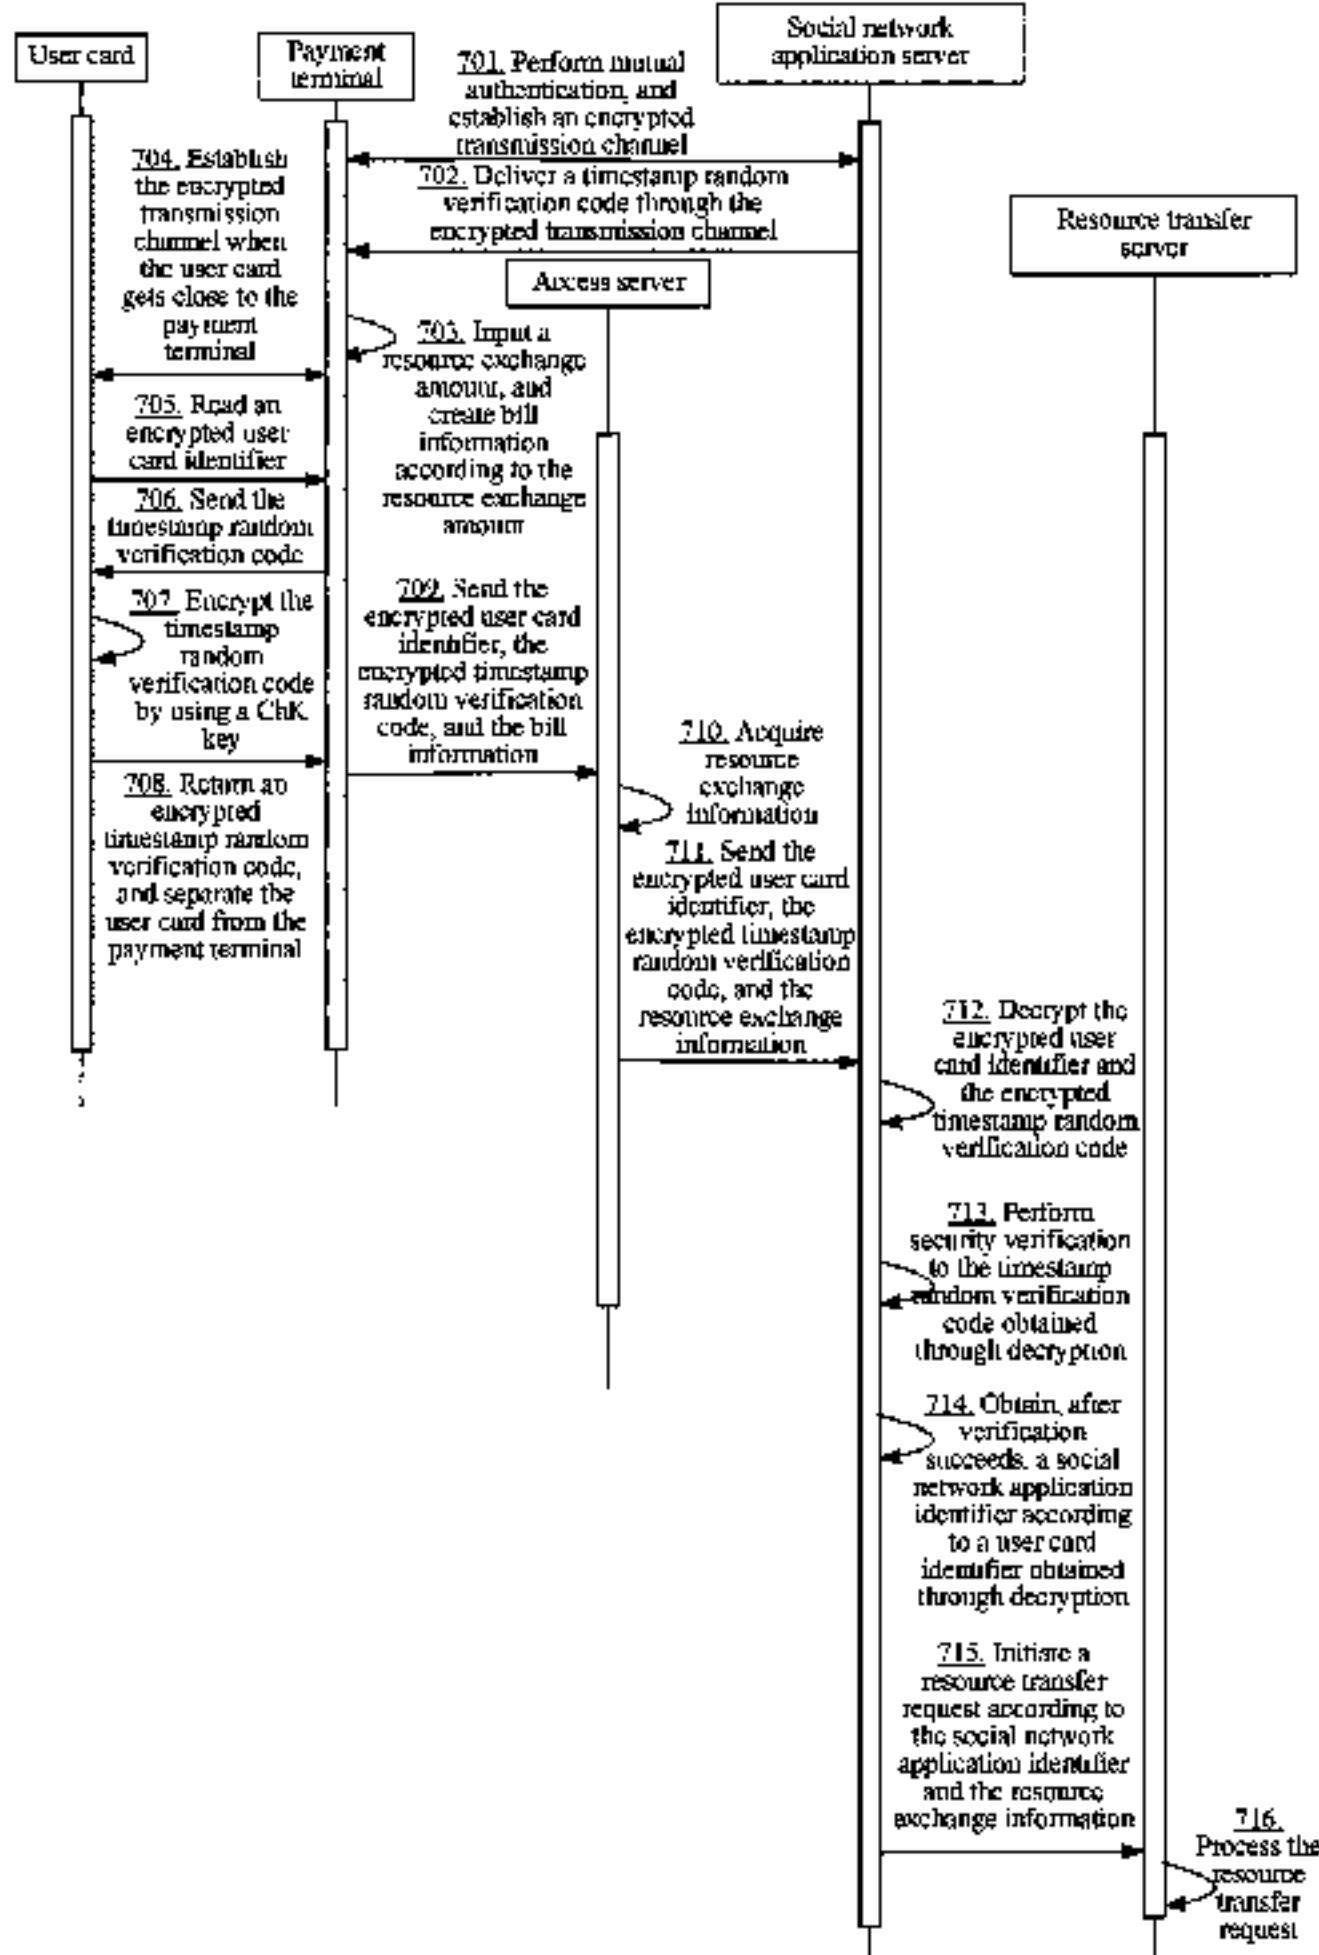 User card
Payment
terminal
Social network
application server
701. Perform mutual
authentication, and
establish an encrypted
transmission channel
702. Deliver a timestamp random
verification code through the
encrypted transmission channel
Resource transfer
server
Access server
704. Establish
the encrypted
transmission
channel when
the user card
gets close to the
payment
terminal
703. Input a
resource exchange
amount, and
create bill
information
according to the
resource exchange
amount
705. Read an
encrypted user
card identifier
706. Send the
timestamp random
verification code
707. Encrypt the
timestamp
random
verification code
by using a ChK
key
708. Return an
encrypted
timestamp random
verification code,
and separate the
user card from the
payment terminal
709. Send the
encrypted user card
identifier, the
encrypted timestamp
random verification
code, and the bill
information
710. Acquire
resource
exchange
information
711. Send the
encrypted user card
identifier, the
encrypted timestamp
random verification
code, and the
resource exchange
information
712. Decrypt the
encrypted user
card identifier and
the encrypted
timestamp random
verification code
713. Perform
security verification
to the timestamp
random verification
code obtained
through decryption
714. Obtain, after
verification
succeeds, a social
network application
identifier according
to a user card
identifier obtained
through decryption
715. Initiate a
resource transfer
request according to
the social network
application identifier
and the resource
exchange information
716.
Process the
resource
transfer
request